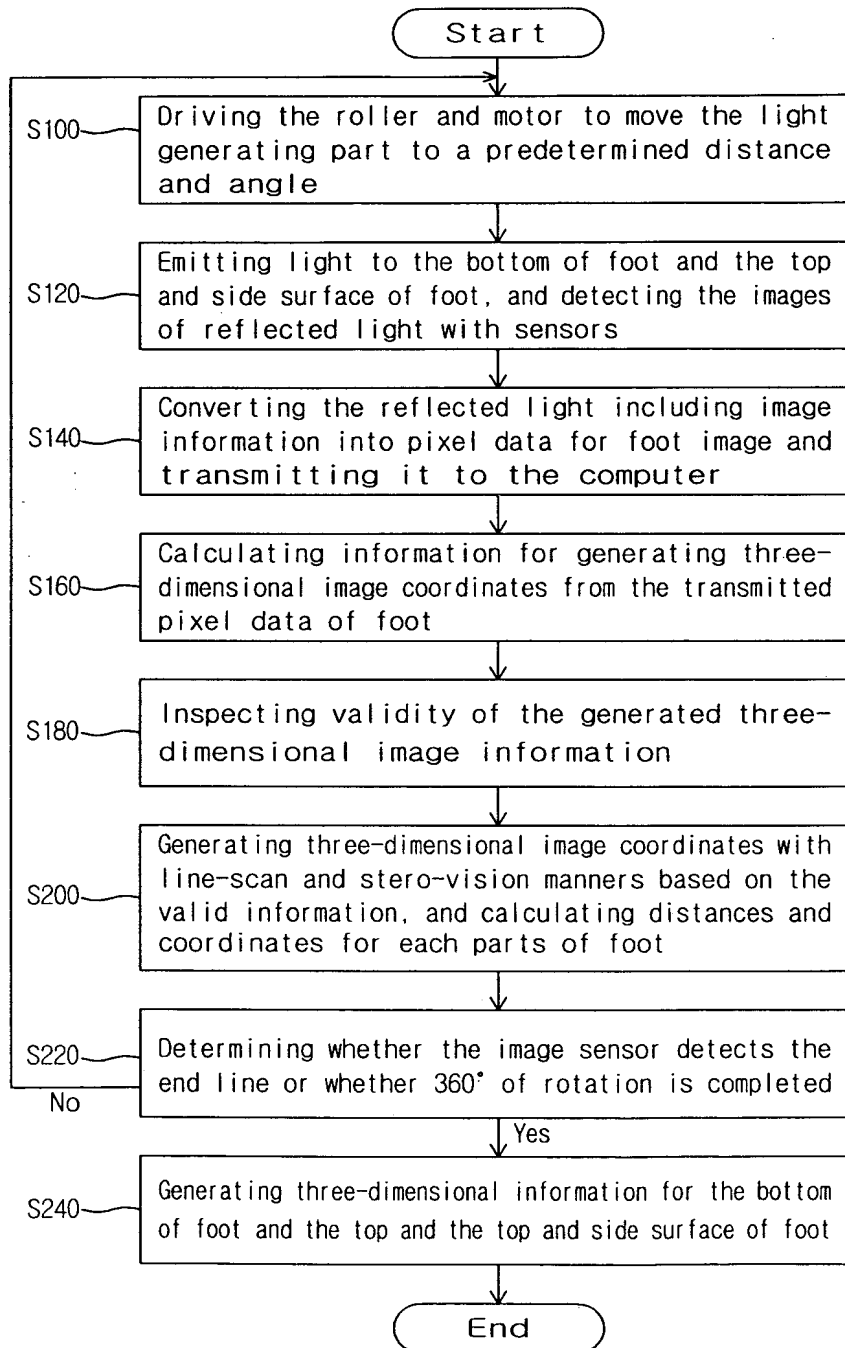 Start
S100
Driving the roller and motor to move the light
generating part to a predetermined distance
and angle
S120
Emitting light to the bottom of foot and the top
and side surface of foot, and detecting the images
of reflected light with sensors
S140
Converting the reflected light including image
information into pixel data for foot image and
transmitting it to the computer
S160
Calculating information for generating three-
dimensional image coordinates from the transmitted
pixel data of foot
S180
Inspecting validity of the generated three-
dimensional image information
S200
Generating three-dimensional image coordinates with
line-scan and stero-vision manners based on the
valid information, and calculating distances and
coordinates for each parts of foot
S220
Determining whether the image sensor detects the
end line or whether 360° of rotation is completed
No
Yes
S240
Generating three-dimensional information for the bottom
of foot and the top and the top and side surface of foot
End